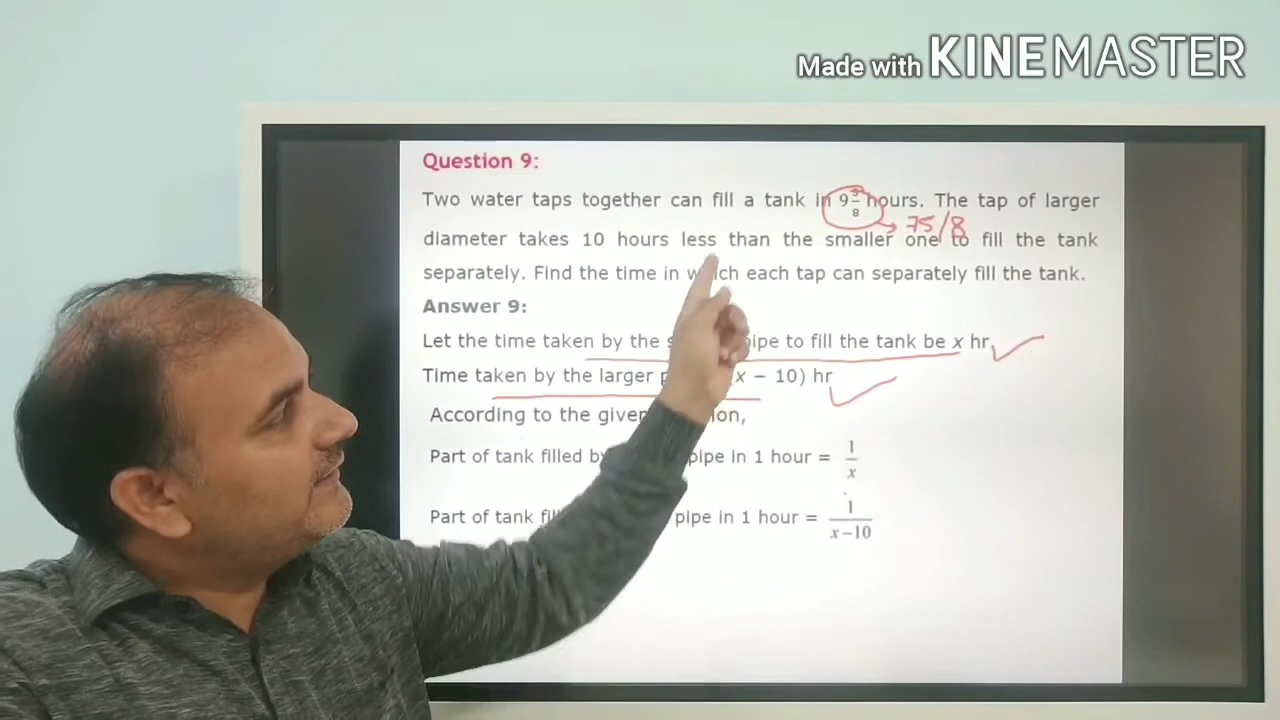 Made with KINEMASTER
Question 9:
Two water taps together can fill a tank in 9 3/8 hours. The tap of larger
75/8
diameter takes 10 hours less than the smaller one to fill the tank
separately. Find the time in which each tap can separately fill the tank.
Answer 9:
Let the time taken by the pipe to fill the tank be x hr
Time taken by the larger (x − 10) hr
According to the given
Part of tank filled pipe in 1 hour = 1/x
Part of tank pipe in 1 hour = 1/(x−10)